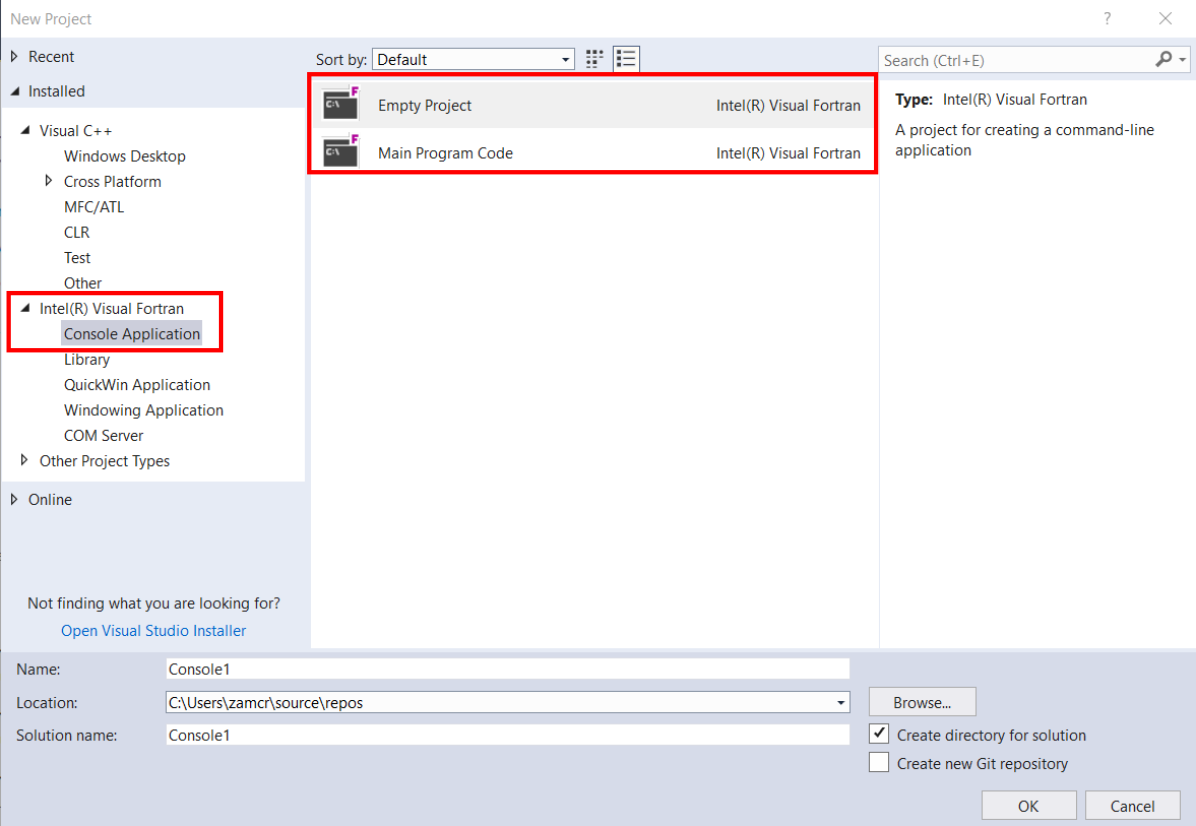 New Project
?
Recent
Installed
Visual C++
Windows Desktop
Cross Platform
MFC/ATL
CLR
Test
Other
Intel(R) Visual Fortran
Console Application
Library
QuickWin Application
Windowing Application
COM Server
Other Project Types
Online
Not finding what you are looking for?
Open Visual Studio Installer
Sort by: Default
C:\ F Empty Project Intel(R) Visual Fortran
C:\ F Main Program Code Intel(R) Visual Fortran
Search (Ctrl+E)
Type: Intel(R) Visual Fortran
A project for creating a command-line
application
Name: Console1
Location: C:\Users\zamcr\source\repos Browse...
Solution name: Console1
Create directory for solution
Create new Git repository
OK Cancel